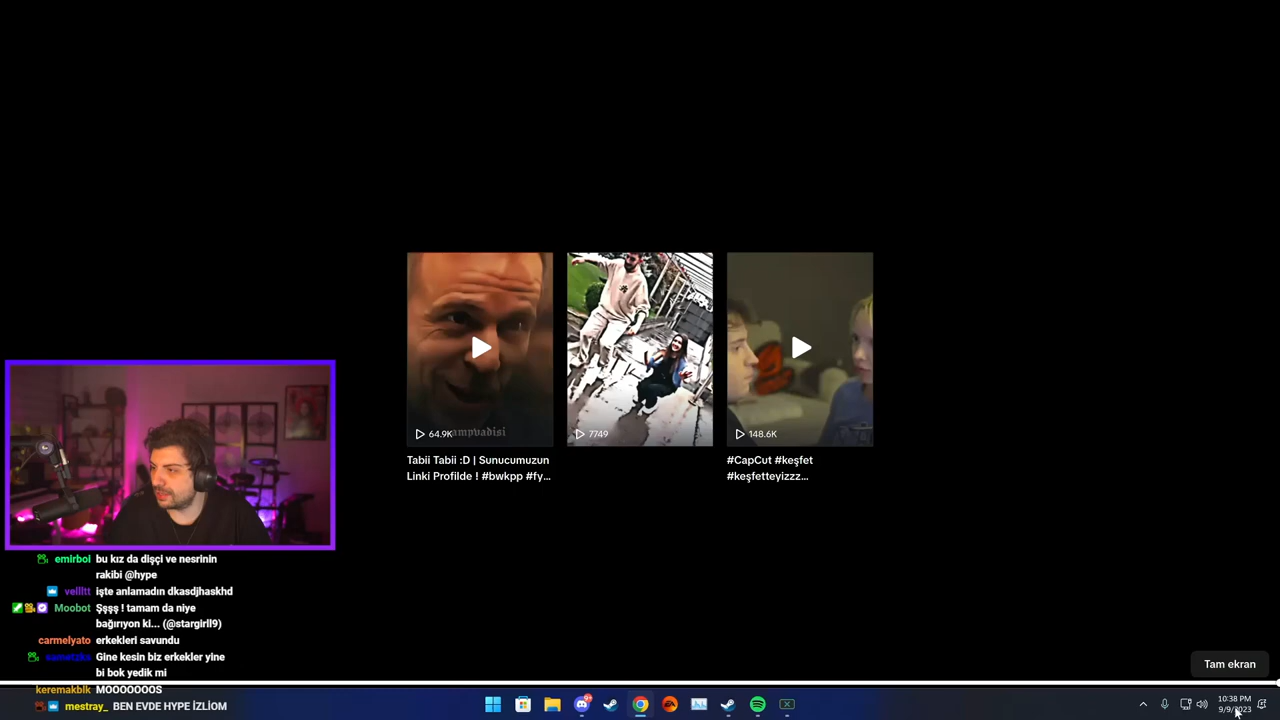 ampvadisi
64.9K
7749
148.6K
Tabii Tabii :D | Sunucumuzun
Linki Profilde ! #bwkpp #fy...
#CapCut #keşfet
#keşfetteyizzz...
emirboi bu kız da dişçi ve nesrinin
rakibi @hype
vellltt işte anlamadın dkasdjhaskhd
Moobot Şşşş ! tamam da niye
bağırıyon ki... (@stargirll9)
carmelyato erkekleri savundu
Gine kesin biz erkekler yine
bi bok yedik mi
keremakblk MOOOOOOOS
mestray_ BEN EVDE HYPE İZLİOM
Tam ekran
10:38 PM
9/9/2023